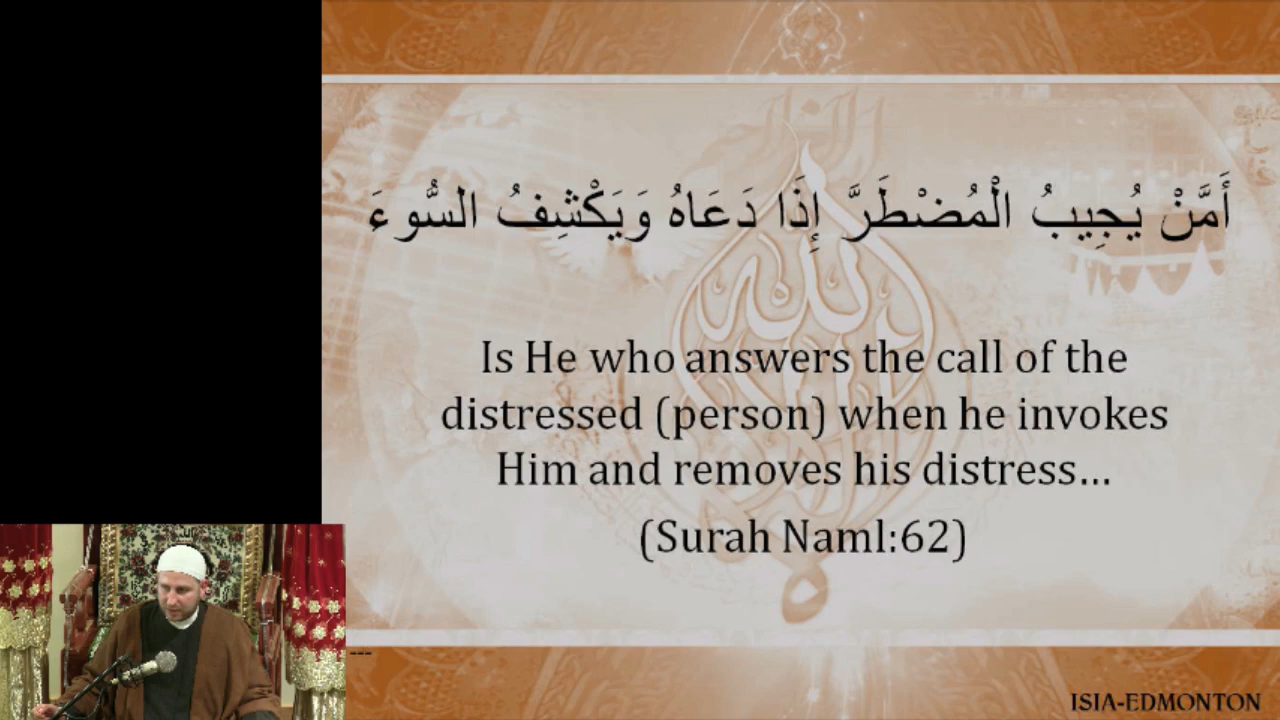 أَمَّنْ يُجِيبُ الْمُضْطَرَّ إِذَا دَعَاهُ وَيَكْشِفُ السُّوءَ
Is He who answers the call of the
distressed (person) when he invokes
Him and removes his distress...
(Surah Naml:62)
---
ISIA-EDMONTON